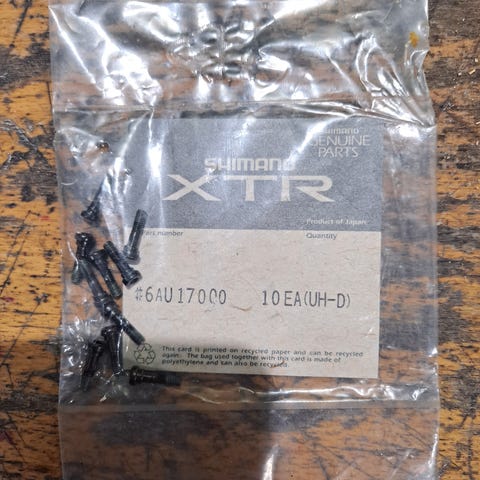 SHIMANO
GENUINE
PARTS
SHIMANO
XTR
Product of Japan
Part number
Quantity
#6AU17000 10EA(UH-D)
This card is printed on recycled paper and can be recycled
again. The bag used together with this card is made of
polyethylene and can also be recycled.